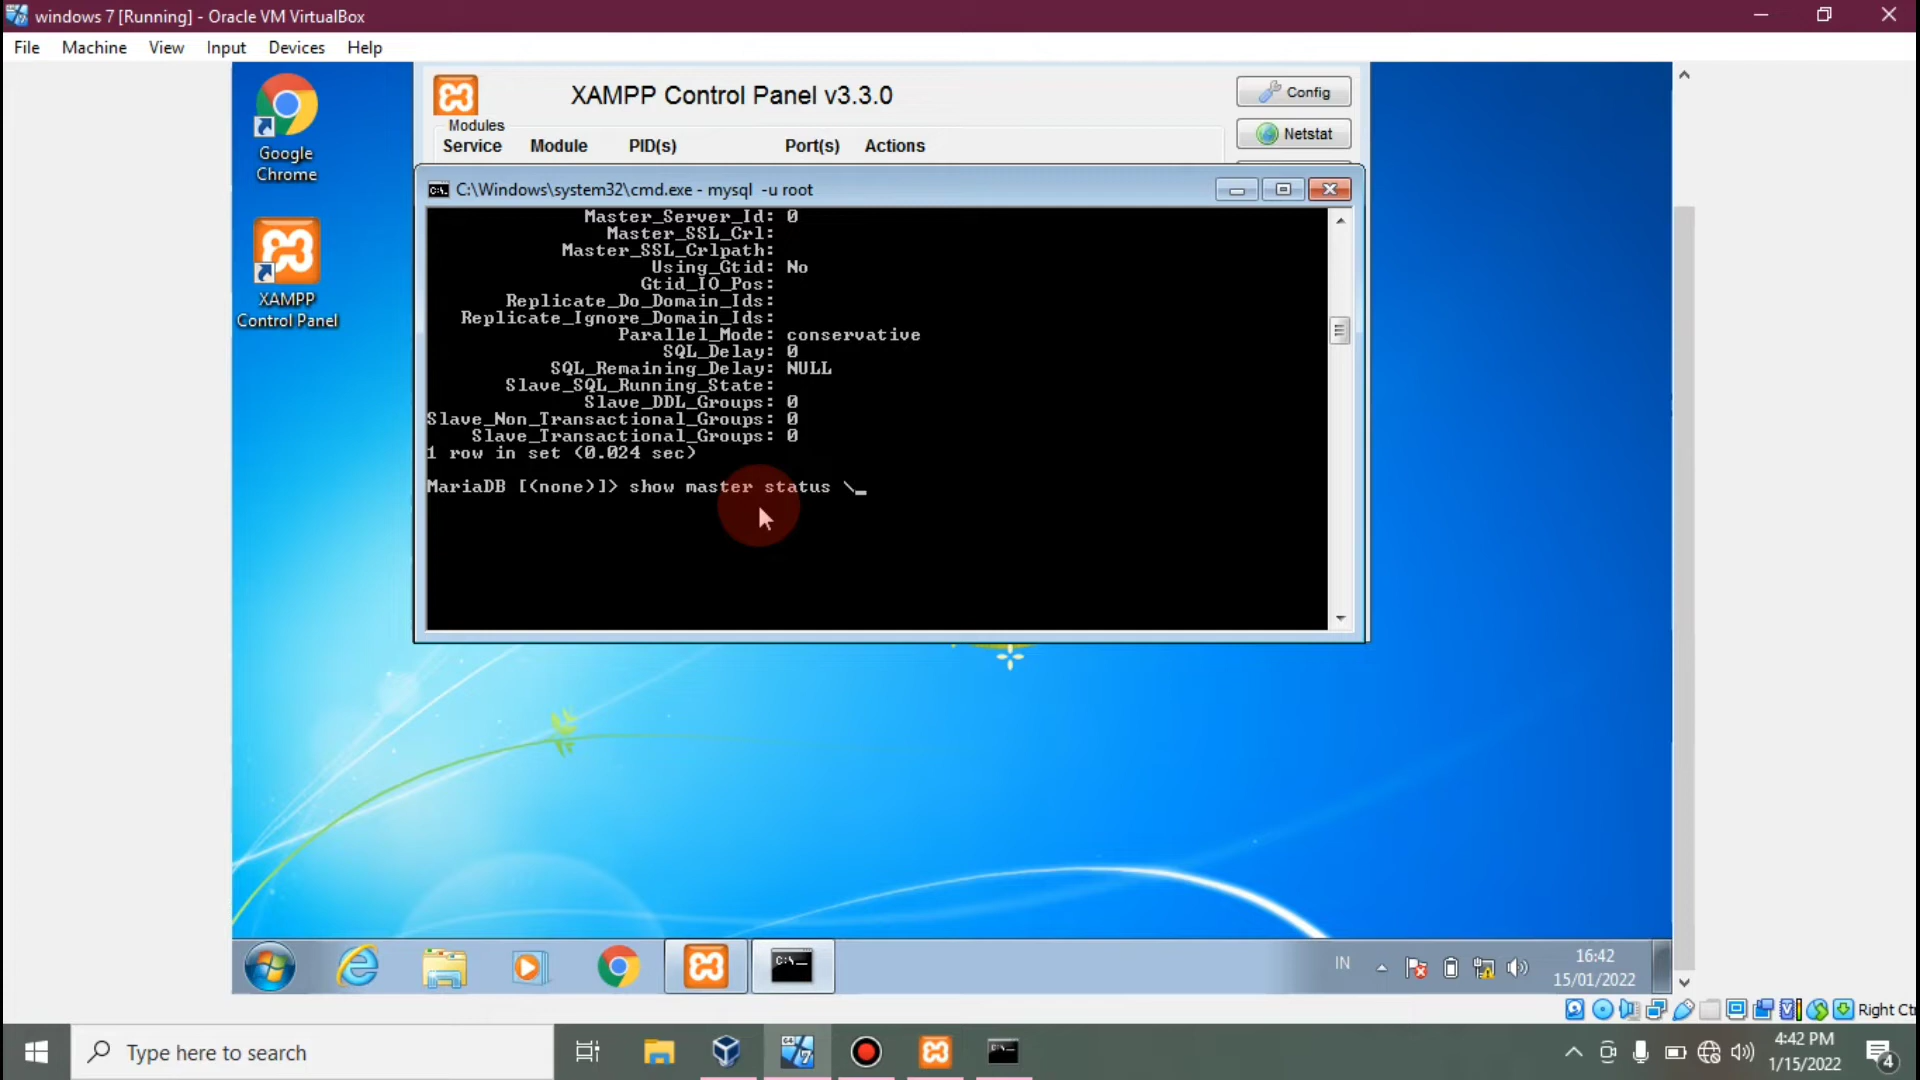 windows 7 [Running] - Oracle VM VirtualBox
File Machine View Input Devices Help
Google
Chrome
XAMPP
Control Panel
XAMPP Control Panel v3.3.0
Config
Netstat
Modules
Service Module PID(s) Port(s) Actions
C:\Windows\system32\cmd.exe - mysql -u root
Master_Server_Id: 0
Master_SSL_Crl:
Master_SSL_Crlpath:
Using_Gtid: No
Gtid_IO_Pos:
Replicate_Do_Domain_Ids:
Replicate_Ignore_Domain_Ids:
Parallel_Mode: conservative
SQL_Delay: 0
SQL_Remaining_Delay: NULL
Slave_SQL_Running_State:
Slave_DDL_Groups: 0
Slave_Non_Transactional_Groups: 0
Slave_Transactional_Groups: 0
1 row in set (0.024 sec)
MariaDB [(none)]> show master status \_
IN
16:42
15/01/2022
Right Ct
Type here to search
4:42 PM
1/15/2022
4